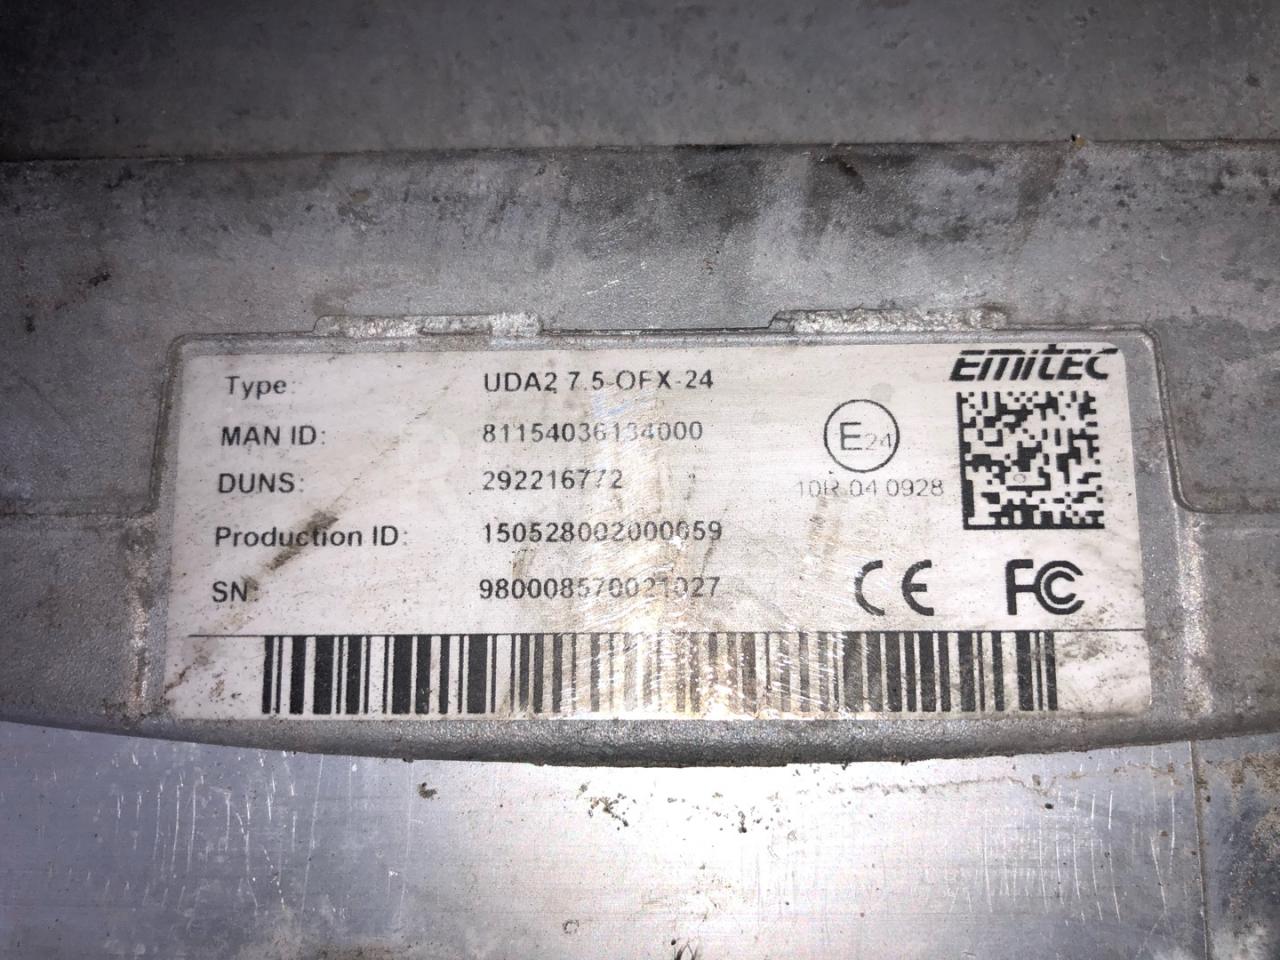 EMITEC
Type: UDA2 7.5-OFX-24
MAN ID: 81154036134000
DUNS: 292216772
E24
10R 04 0928
Production ID: 150528002000059
SN: 980008570021027
CE FC